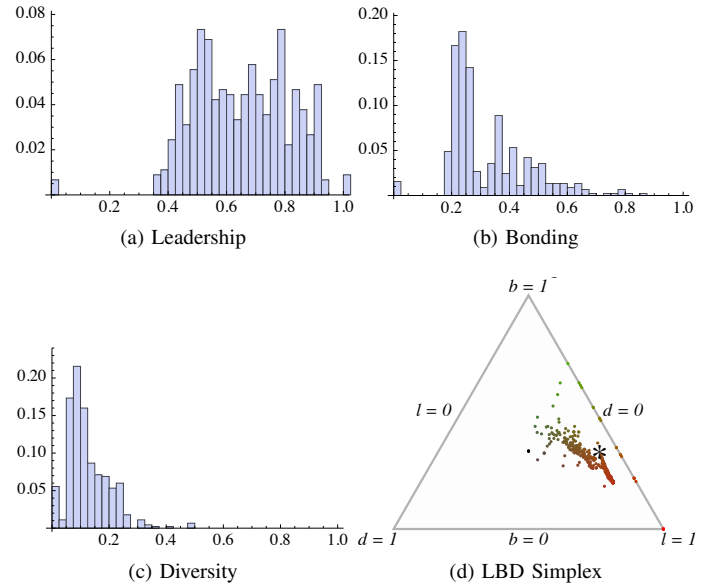 0.08
0.06
0.04
0.02
0.2 0.4 0.6 0.8 1.0
(a) Leadership
0.20
0.15
0.10
0.05
0.2 0.4 0.6 0.8 1.0
(b) Bonding
0.20
0.15
0.10
0.05
0.2 0.4 0.6 0.8 1.0
(c) Diversity
b = 1
l = 0
d = 0
*
d = 1
b = 0
l = 1
(d) LBD Simplex